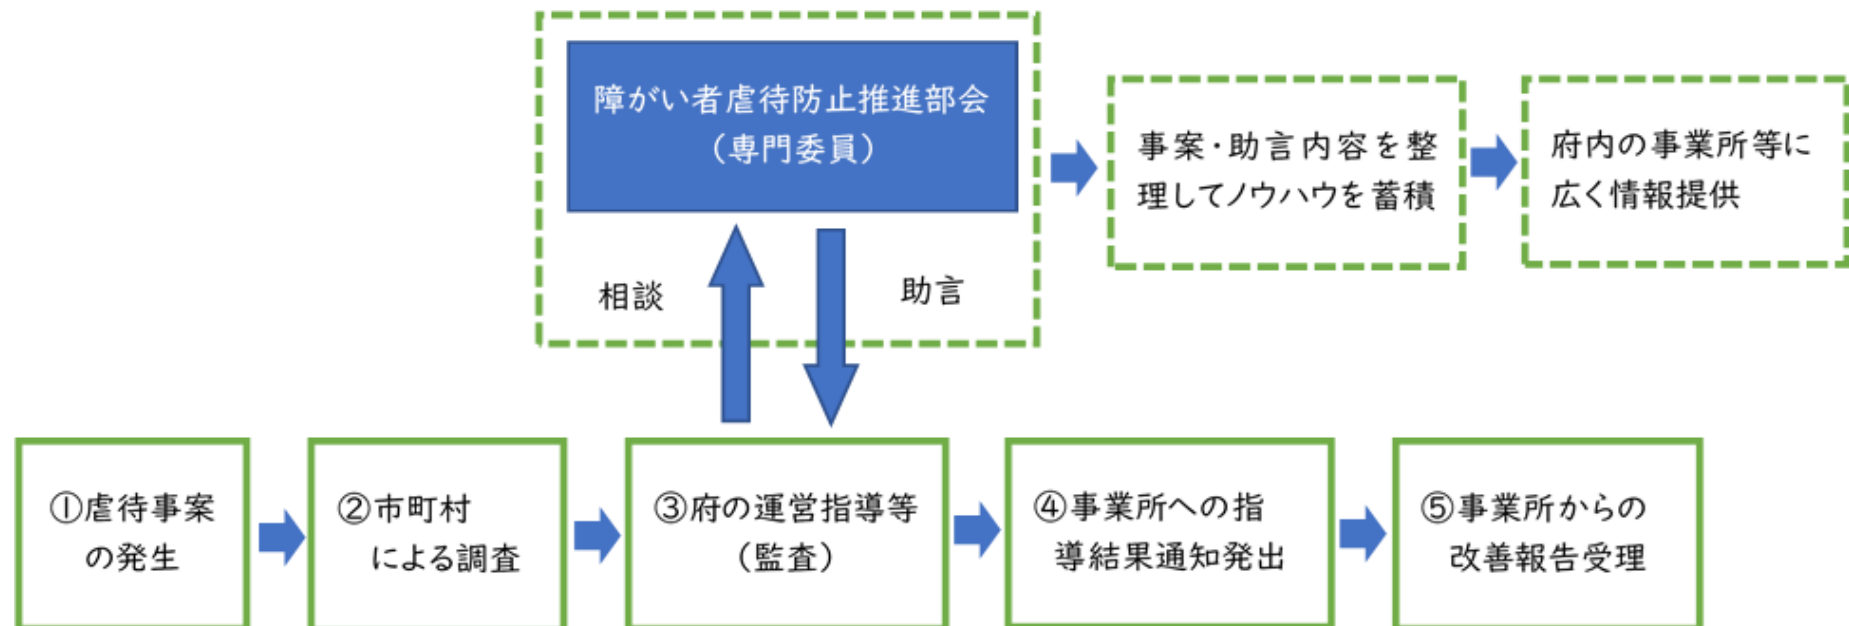 障がい者虐待防止推進部会
（専門委員）
事案・助言内容を整
理してノウハウを蓄積
府内の事業所等に
広く情報提供
相談
助言
①虐待事案
の発生
②市町村
による調査
③府の運営指導等
（監査）
④事業所への指
導結果通知発出
⑤事業所からの
改善報告受理